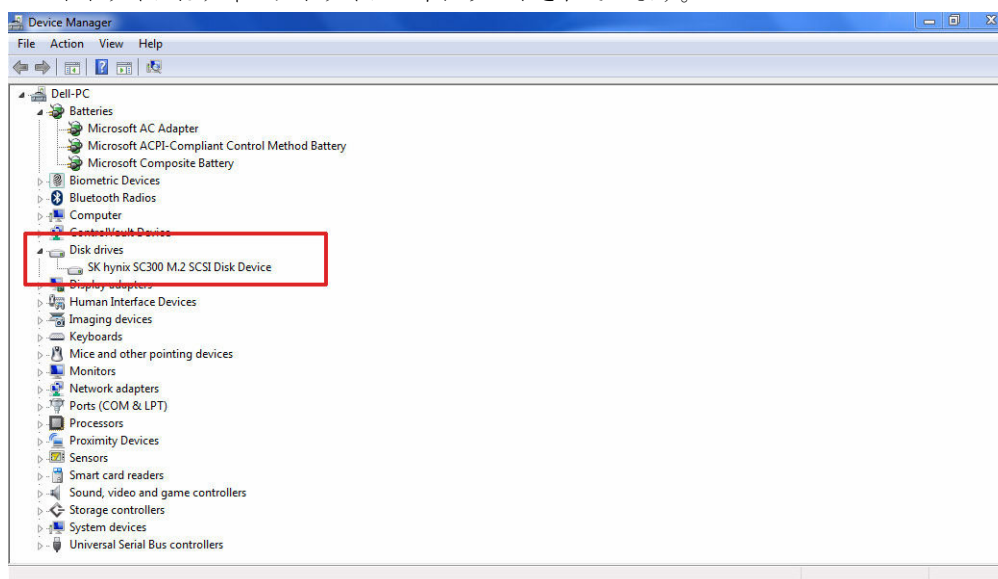 Device Manager
File Action View Help
Dell-PC
Batteries
Microsoft AC Adapter
Microsoft ACPI-Compliant Control Method Battery
Microsoft Composite Battery
Biometric Devices
Bluetooth Radios
Computer
ControlVault Device
Disk drives
SK hynix SC300 M.2 SCSI Disk Device
Display adapters
Human Interface Devices
Imaging devices
Keyboards
Mice and other pointing devices
Monitors
Network adapters
Ports (COM & LPT)
Processors
Proximity Devices
Sensors
Smart card readers
Sound, video and game controllers
Storage controllers
System devices
Universal Serial Bus controllers